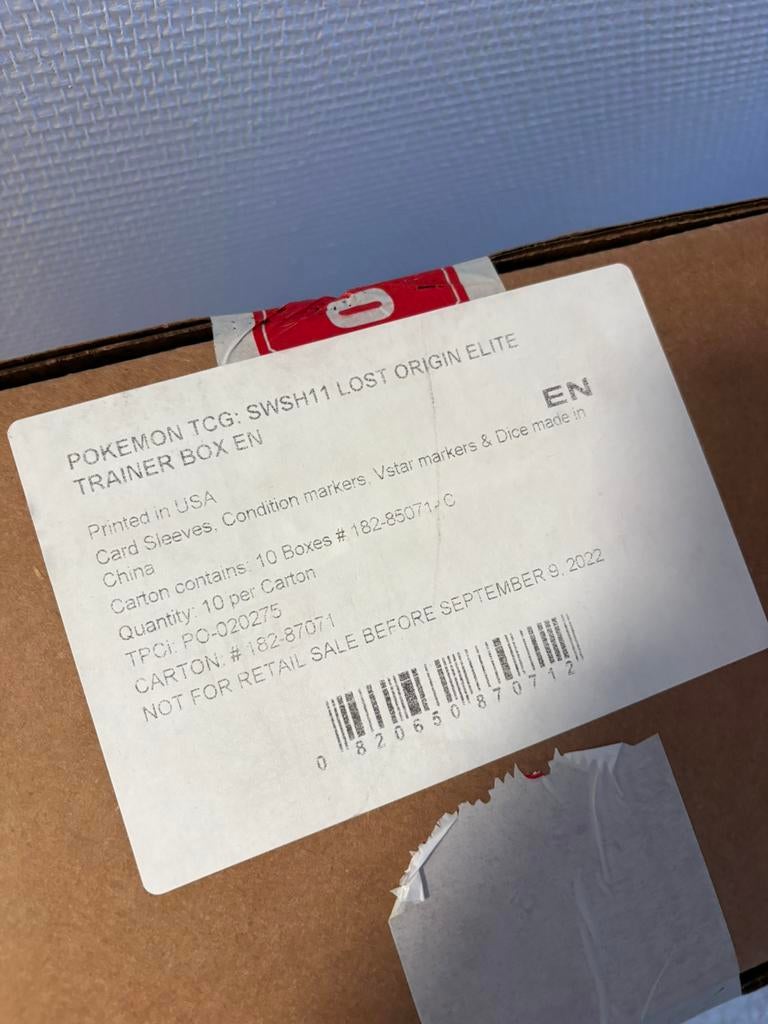 O
POKEMON TCG: SWSH11 LOST ORIGIN ELITE
TRAINER BOX EN
EN
Printed in USA
Card Sleeves, Condition markers, Vstar markers & Dice made in
China
Carton contains: 10 Boxes # 182-85071-C
Quantity: 10 per Carton
TPCi: PO-020275
CARTON: # 182-87071
NOT FOR RETAIL SALE BEFORE SEPTEMBER 9, 2022
0 820650 870712